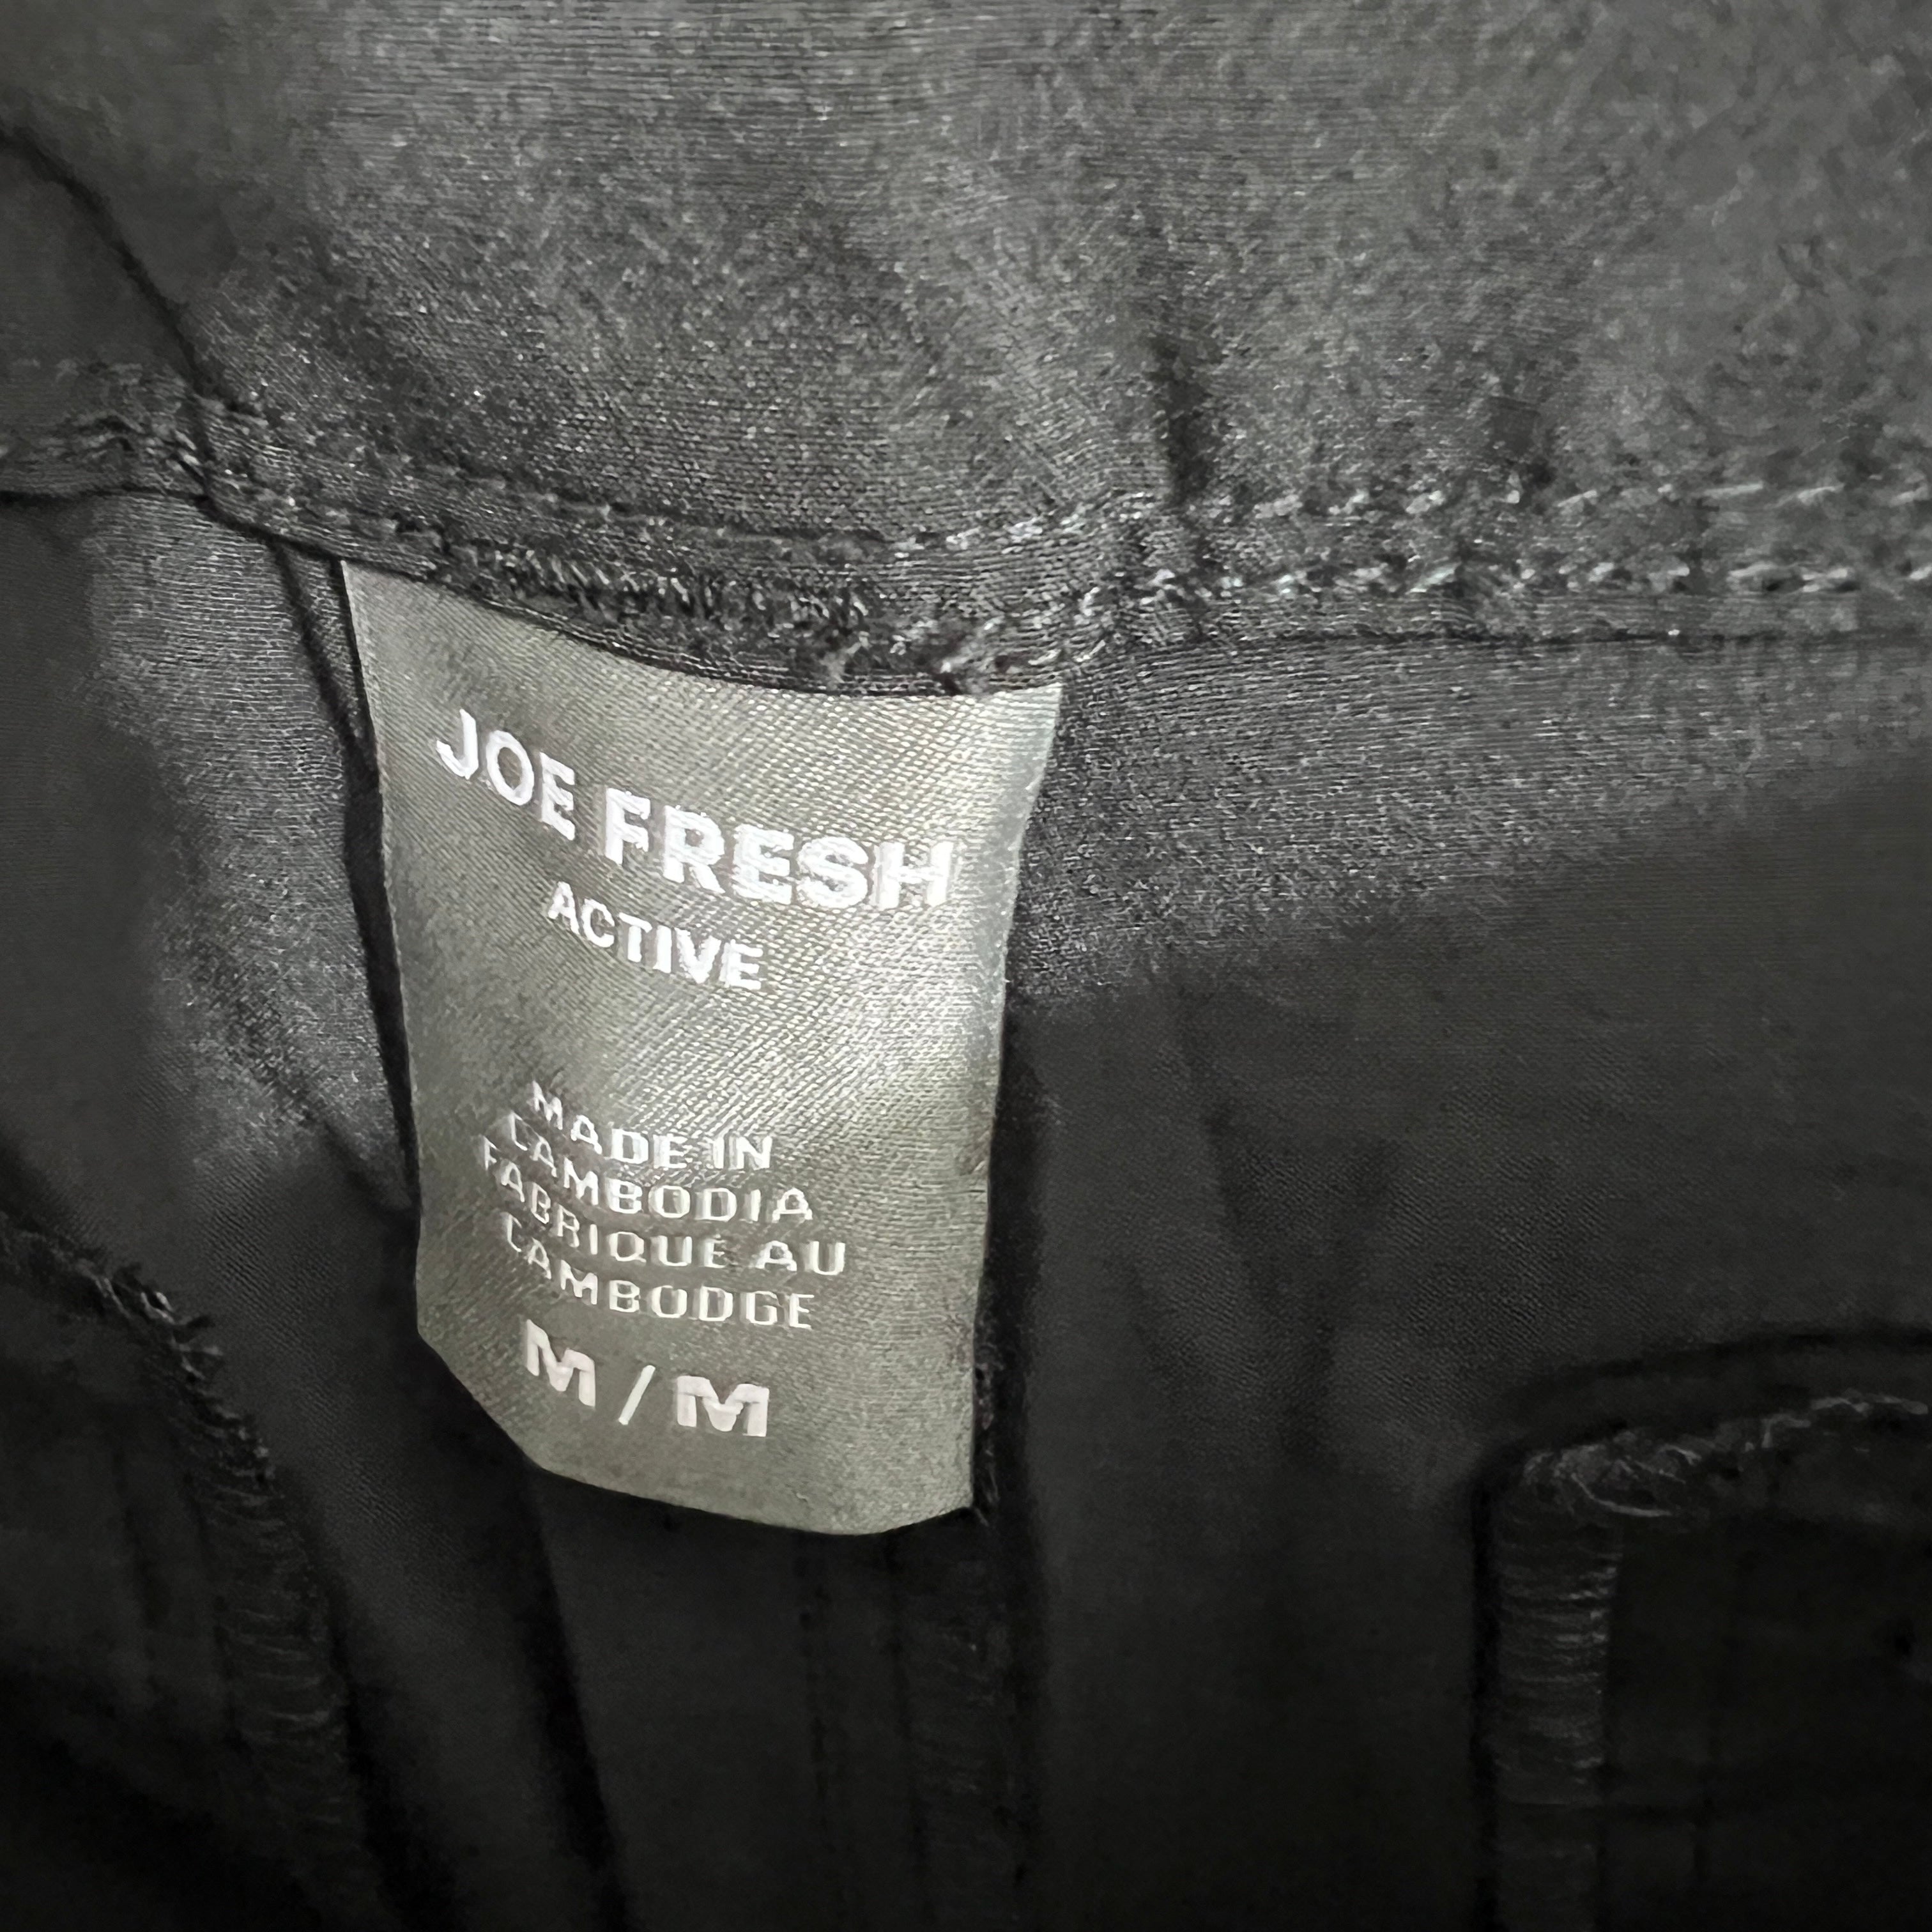 JOE FRESH
ACTIVE
MADE IN
CAMBODIA
FABRIQUÉ AU
CAMBODGE
M / M